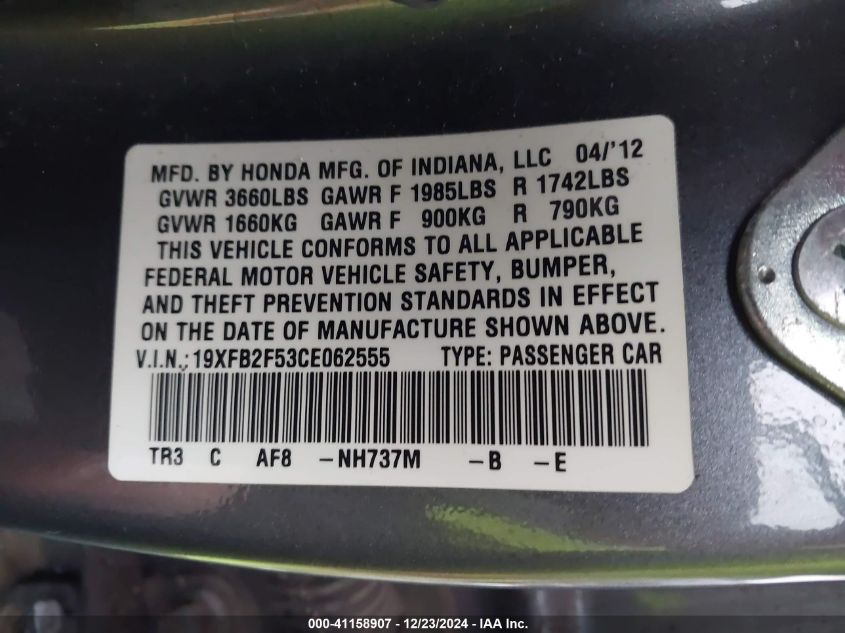 MFD. BY HONDA MFG. OF INDIANA, LLC 04/'12
GVWR 3660LBS GAWR F 1985LBS R 1742LBS
GVWR 1660KG GAWR F 900KG R 790KG
THIS VEHICLE CONFORMS TO ALL APPLICABLE
FEDERAL MOTOR VEHICLE SAFETY, BUMPER,
AND THEFT PREVENTION STANDARDS IN EFFECT
ON THE DATE OF MANUFACTURE SHOWN ABOVE.
V.I.N.: 19XFB2F53CE062555 TYPE: PASSENGER CAR
TR3 C AF8 -NH737M -B -E
000-41158907 - 12/23/2024 - IAA Inc.